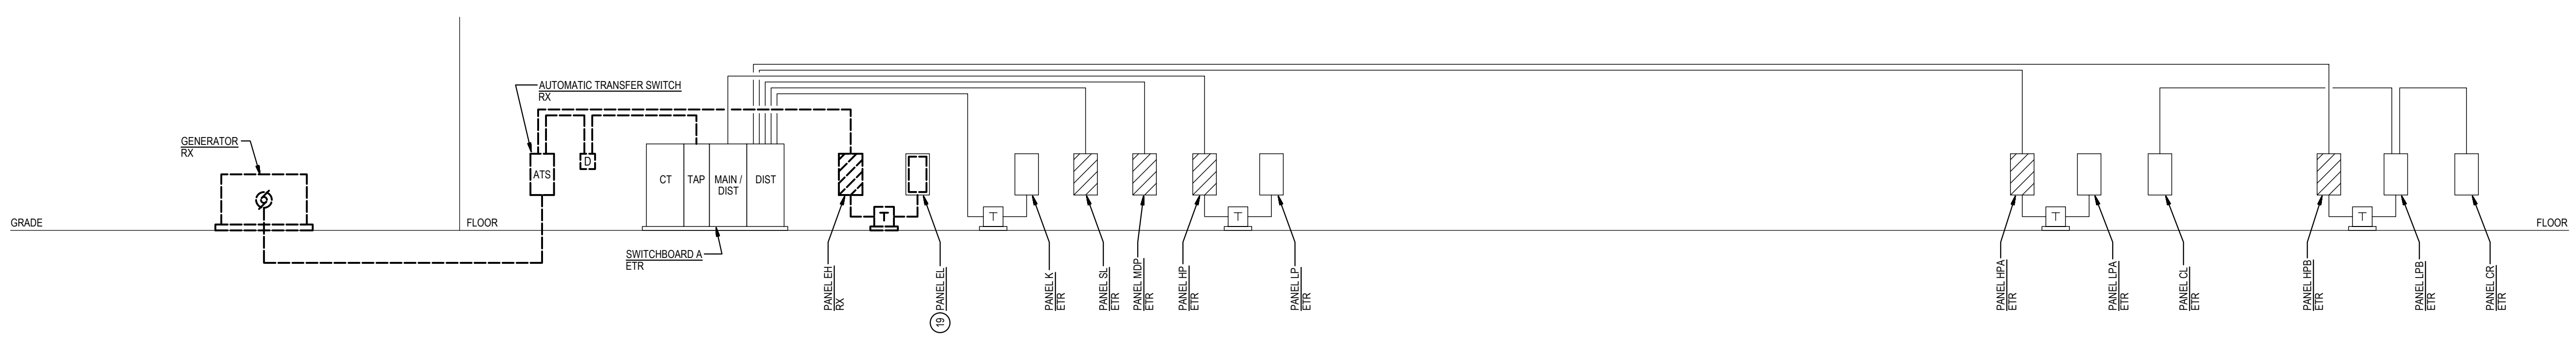 AUTOMATIC TRANSFER SWITCH
RX
GENERATOR
RX
ATS
D
CT
TAP
MAIN /
DIST
DIST
T
T
T
T
T
GRADE
FLOOR
FLOOR
SWITCHBOARD A
ETR
PANEL EH
RX
PANEL EL
19
PANEL K
ETR
PANEL SL
ETR
PANEL MDP
ETR
PANEL HP
ETR
PANEL LP
ETR
PANEL HPA
ETR
PANEL LPA
ETR
PANEL CL
ETR
PANEL HPB
ETR
PANEL LPB
ETR
PANEL CR
ETR